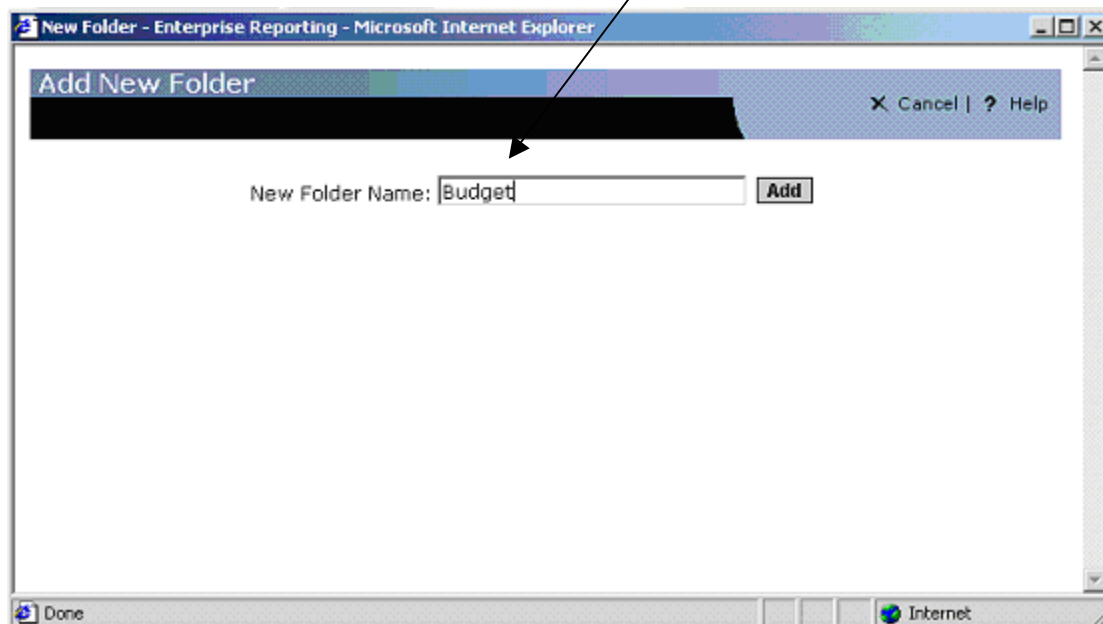 New Folder - Enterprise Reporting - Microsoft Internet Explorer
Add New Folder
X Cancel | ? Help
New Folder Name: Budget Add
Done Internet